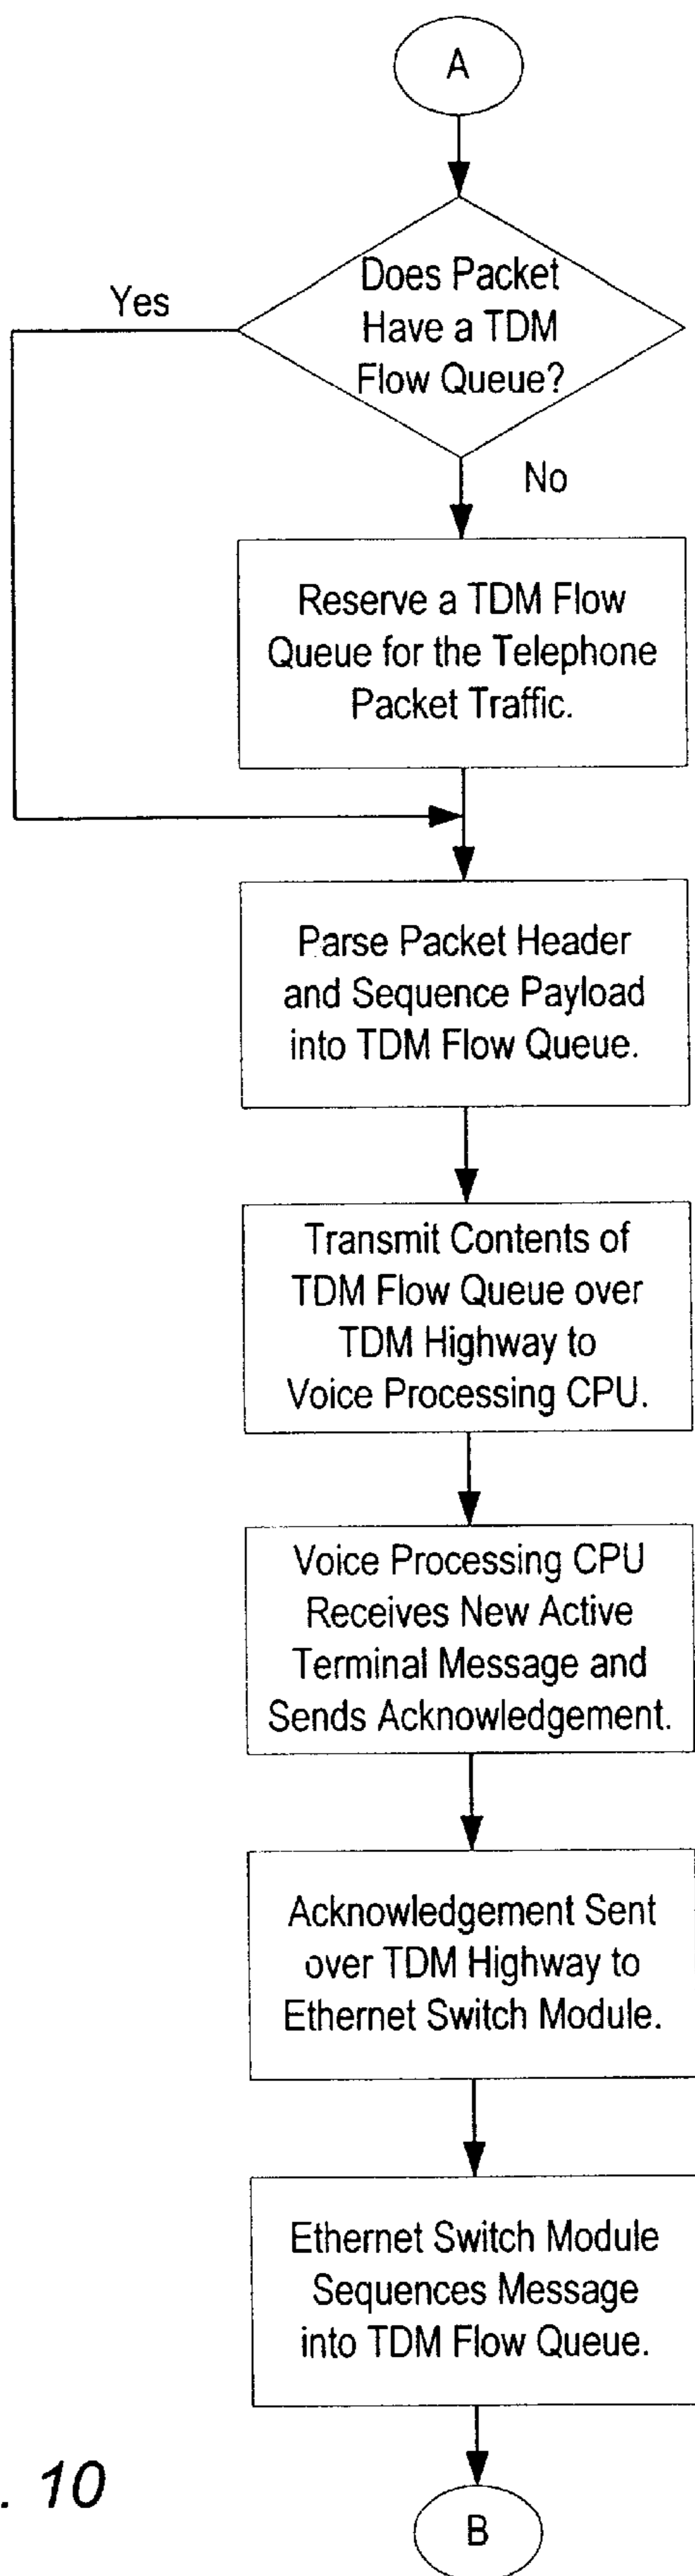 A
Does Packet
Have a TDM
Flow Queue?
Yes
No
Reserve a TDM Flow
Queue for the Telephone
Packet Traffic.
Parse Packet Header
and Sequence Payload
into TDM Flow Queue.
Transmit Contents of
TDM Flow Queue over
TDM Highway to
Voice Processing CPU.
Voice Processing CPU
Receives New Active
Terminal Message and
Sends Acknowledgement.
Acknowledgement Sent
over TDM Highway to
Ethernet Switch Module.
Ethernet Switch Module
Sequences Message
into TDM Flow Queue.
. 10
B